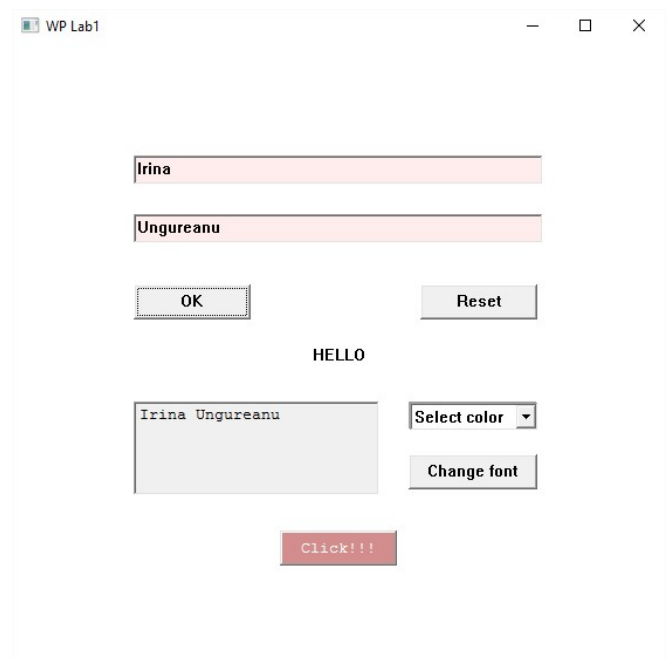 WP Lab1
Irina
Ungureanu
OK Reset
HELLO
Irina Ungureanu Select color
Change font
Click!!!